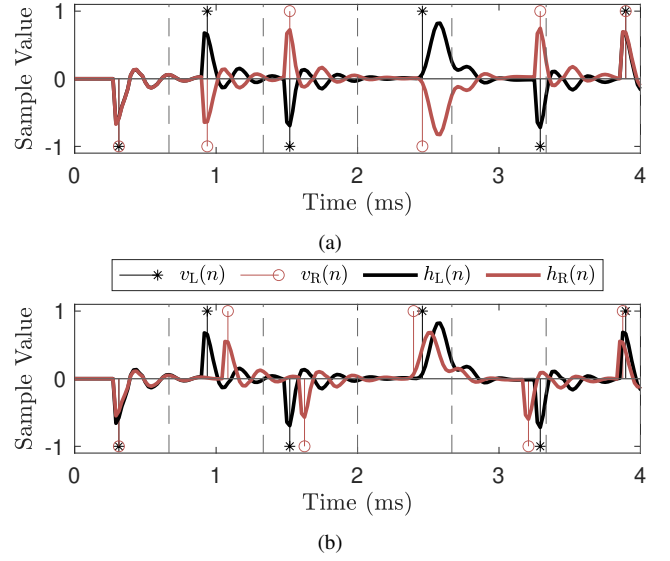 1
0
-1
Sample Value
0 1 2 3 4
Time (ms)
(a)
v_L(n) v_R(n) h_L(n) h_R(n)
1
0
-1
Sample Value
0 1 2 3 4
Time (ms)
(b)